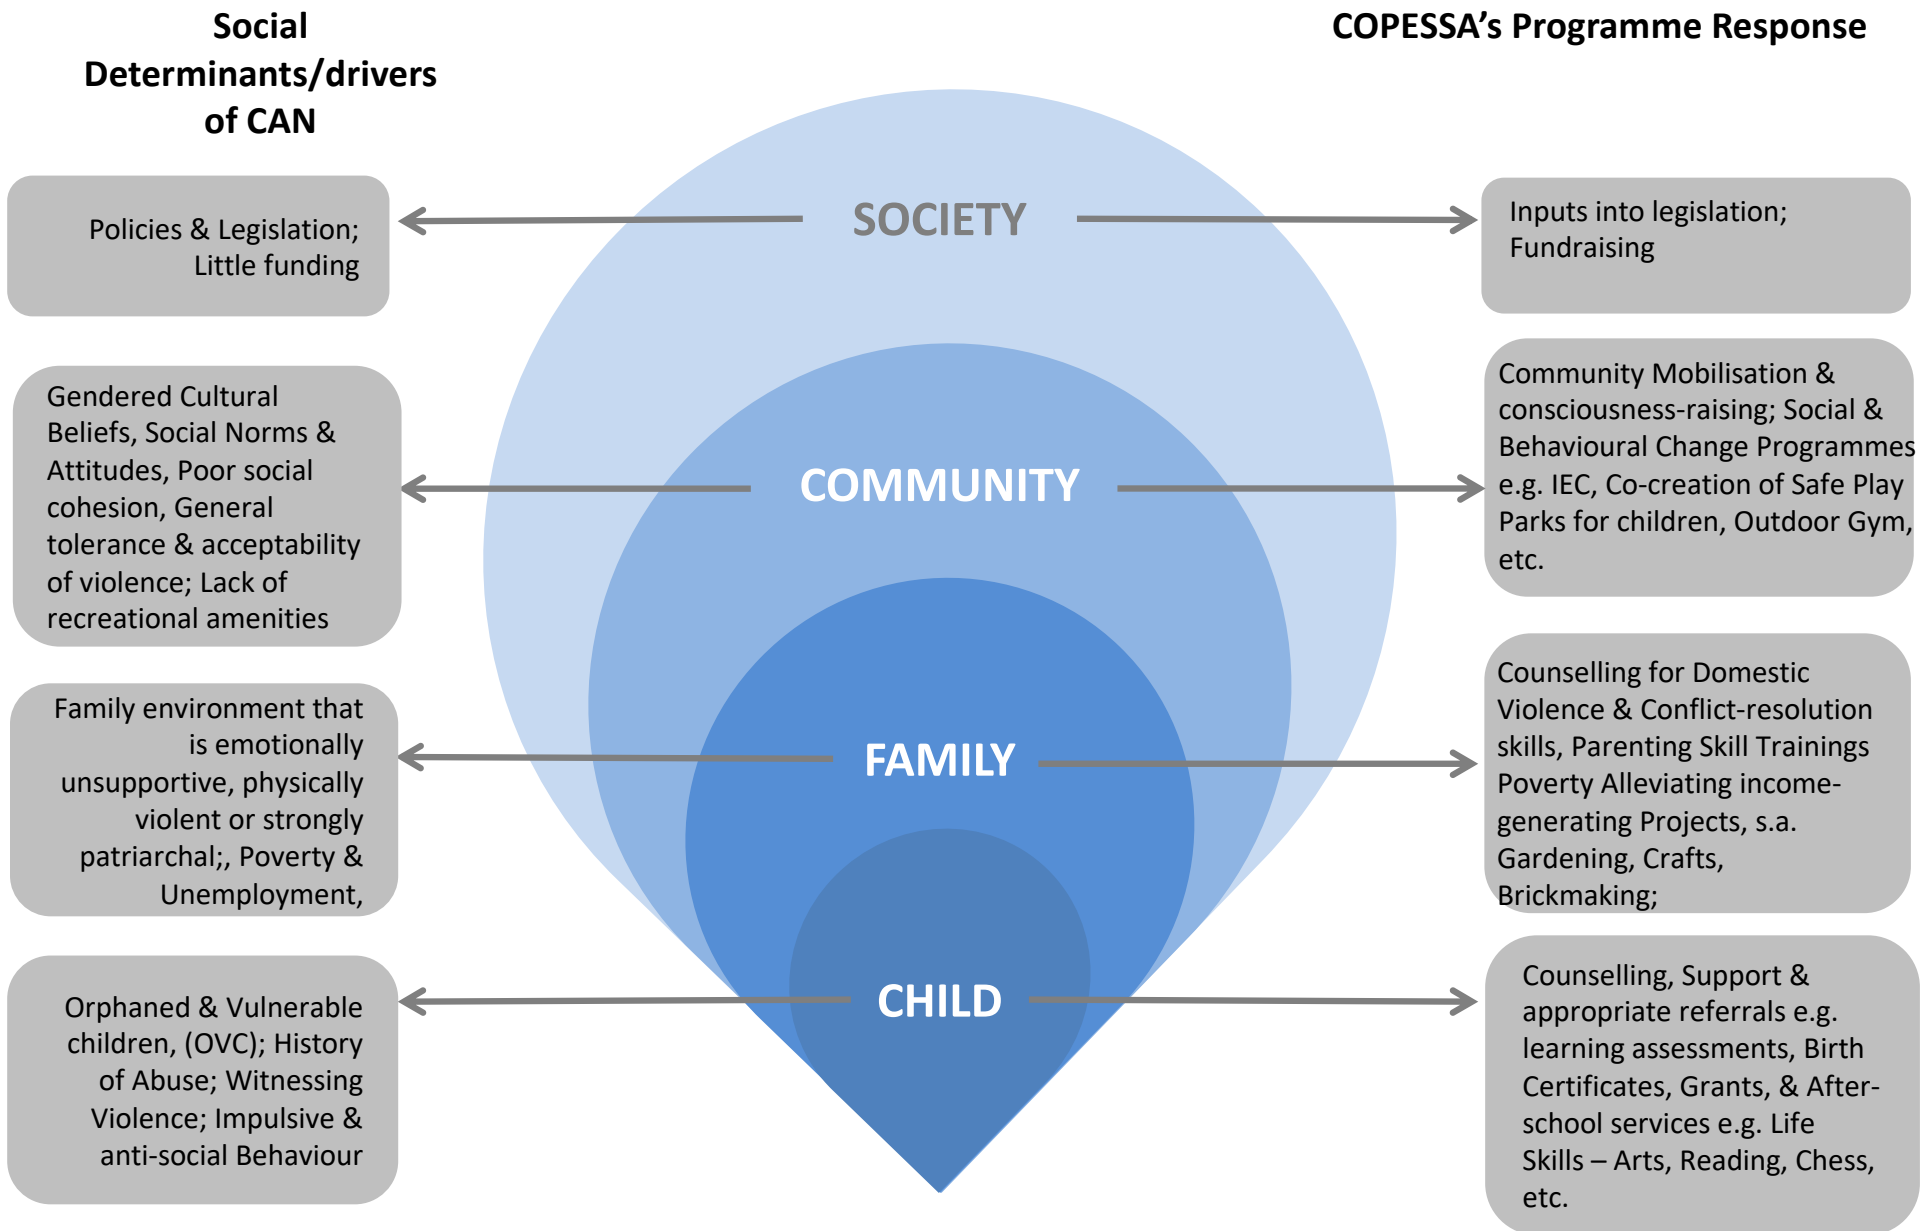 Social
Determinants/drivers
of CAN
COPESSA’s Programme Response
Policies & Legislation;
Little funding
SOCIETY
Inputs into legislation;
Fundraising
Gendered Cultural
Beliefs, Social Norms &
Attitudes, Poor social
cohesion, General
tolerance & acceptability
of violence; Lack of
recreational amenities
COMMUNITY
Community Mobilisation &
consciousness-raising; Social &
Behavioural Change Programmes
e.g. IEC, Co-creation of Safe Play
Parks for children, Outdoor Gym,
etc.
Family environment that
is emotionally
unsupportive, physically
violent or strongly
patriarchal;, Poverty &
Unemployment,
FAMILY
Counselling for Domestic
Violence & Conflict-resolution
skills, Parenting Skill Trainings
Poverty Alleviating income-
generating Projects, s.a.
Gardening, Crafts,
Brickmaking;
Orphaned & Vulnerable
children, (OVC); History
of Abuse; Witnessing
Violence; Impulsive &
anti-social Behaviour
CHILD
Counselling, Support &
appropriate referrals e.g.
learning assessments, Birth
Certificates, Grants, & After-
school services e.g. Life
Skills – Arts, Reading, Chess,
etc.